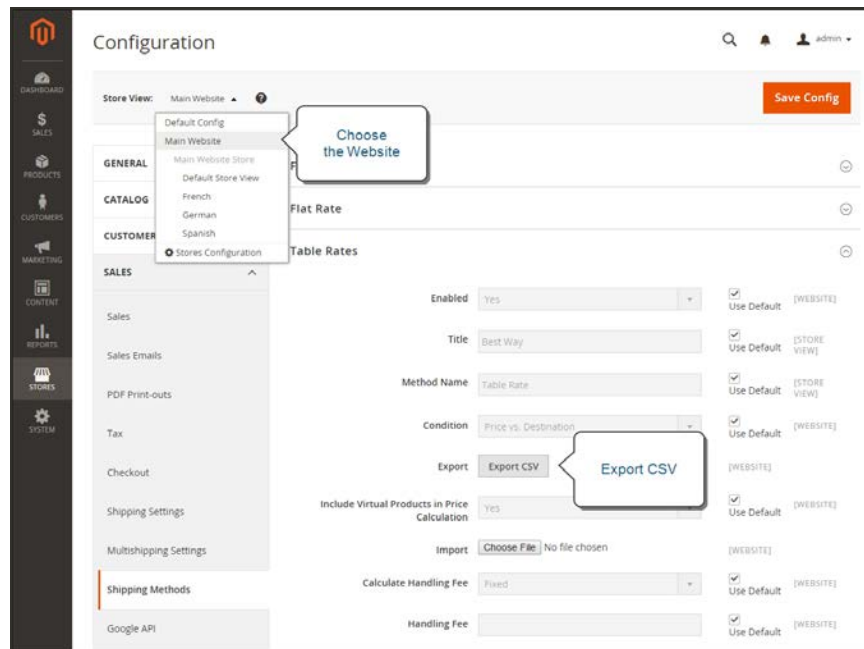 Configuration
admin
DASHBOARD
SALES
PRODUCTS
CUSTOMERS
MARKETING
CONTENT
REPORTS
STORES
SYSTEM
Store View: Main Website
Save Config
Default Config
Main Website
Main Website Store
Default Store View
French
German
Spanish
Stores Configuration
Choose
the Website
GENERAL
CATALOG
CUSTOMER
SALES
Sales
Sales Emails
PDF Print-outs
Tax
Checkout
Shipping Settings
Multishipping Settings
Shipping Methods
Google API
F
Flat Rate
Table Rates
Enabled Yes Use Default [WEBSITE]
Title Best Way Use Default [STORE
VIEW]
Method Name Table Rate Use Default [STORE
VIEW]
Condition Price vs. Destination Use Default [WEBSITE]
Export Export CSV [WEBSITE]
Export CSV
Include Virtual Products in Price
Calculation Yes Use Default [WEBSITE]
Import Choose File No file chosen [WEBSITE]
Calculate Handling Fee Fixed Use Default [WEBSITE]
Handling Fee Use Default [WEBSITE]